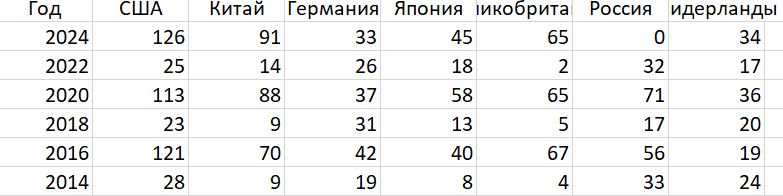 Год США Китай Германия Япония икобритан Россия идерланды
2024 126 91 33 45 65 0 34
2022 25 14 26 18 2 32 17
2020 113 88 37 58 65 71 36
2018 23 9 31 13 5 17 20
2016 121 70 42 40 67 56 19
2014 28 9 19 8 4 33 24